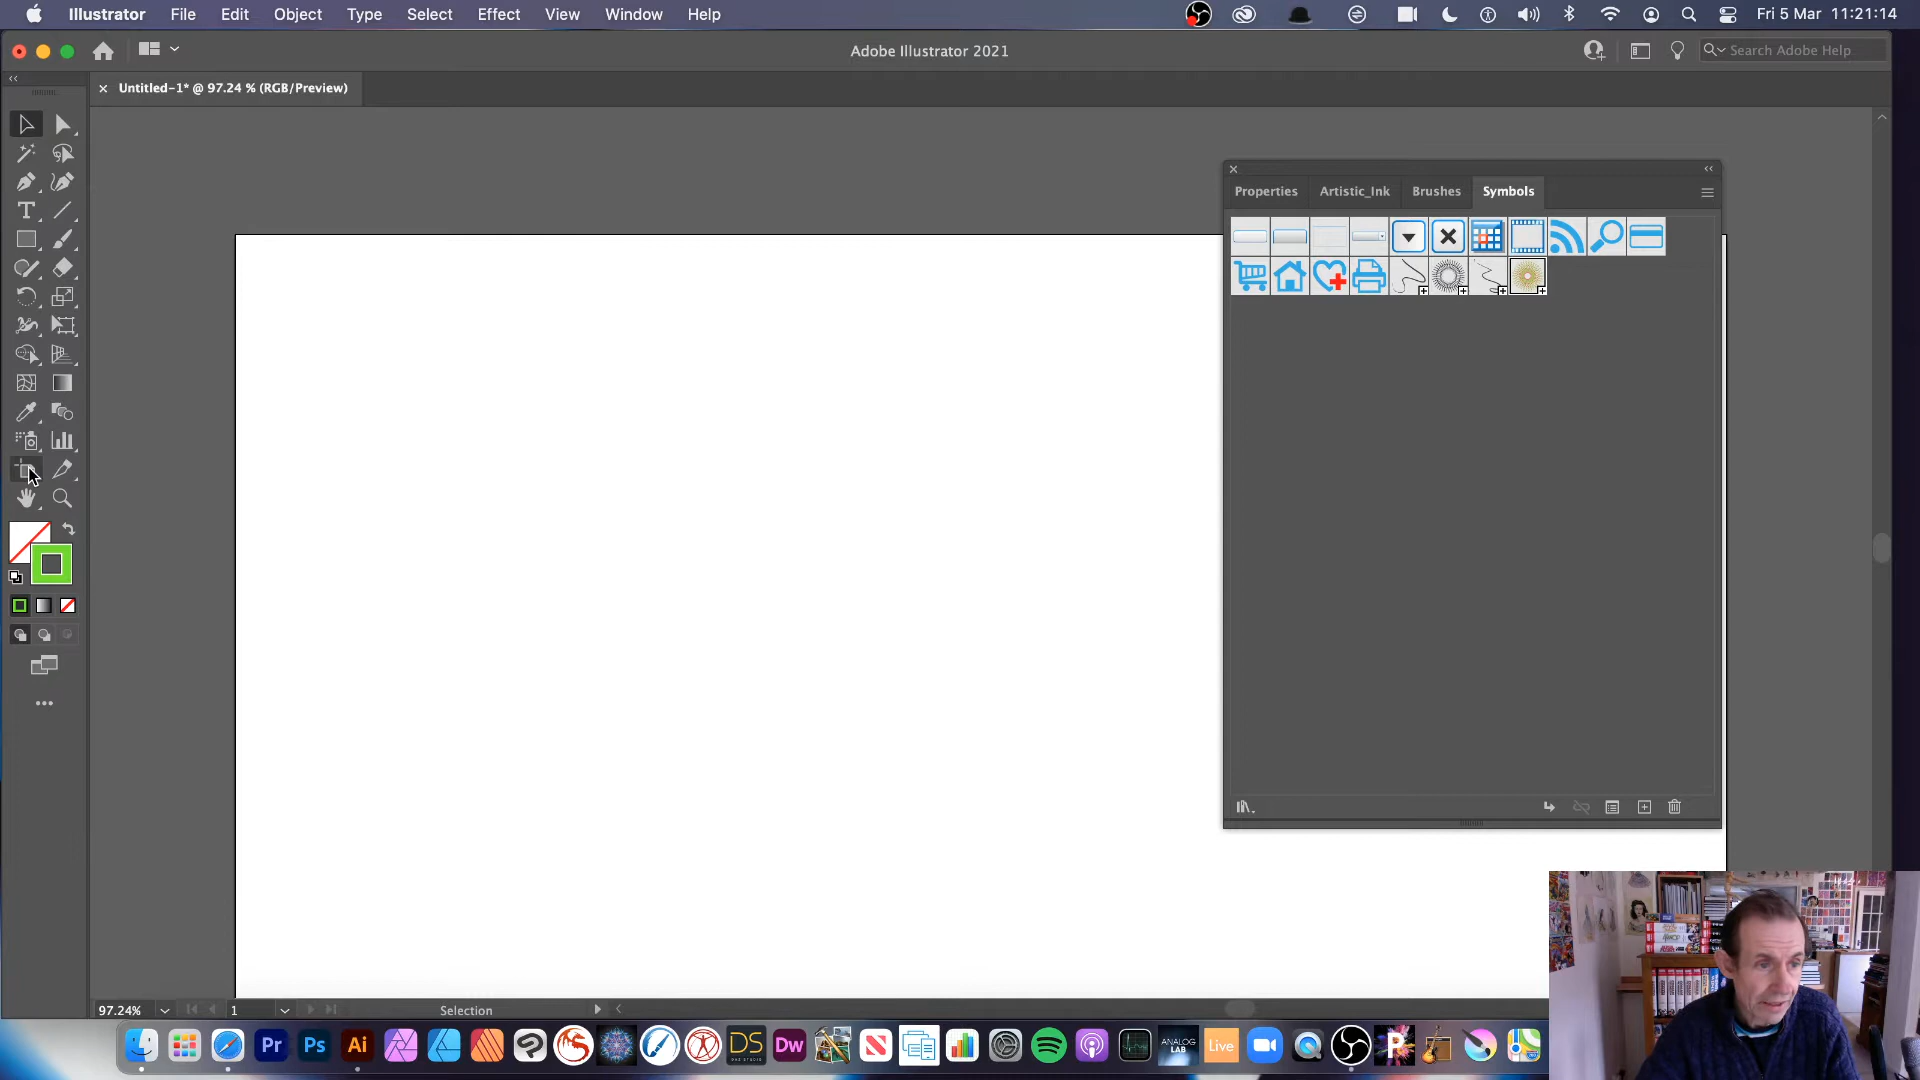 Illustrator File Edit Object Type Select Effect View Window Help Fri 5 Mar 11:21:14
Adobe Illustrator 2021 Search Adobe Help
× Untitled-1* @ 97.24 % (RGB/Preview)
Properties Artistic_Ink Brushes Symbols
97.24% 1 Selection
Pr Ps Ai DS Dw ANALOG LAB Live P